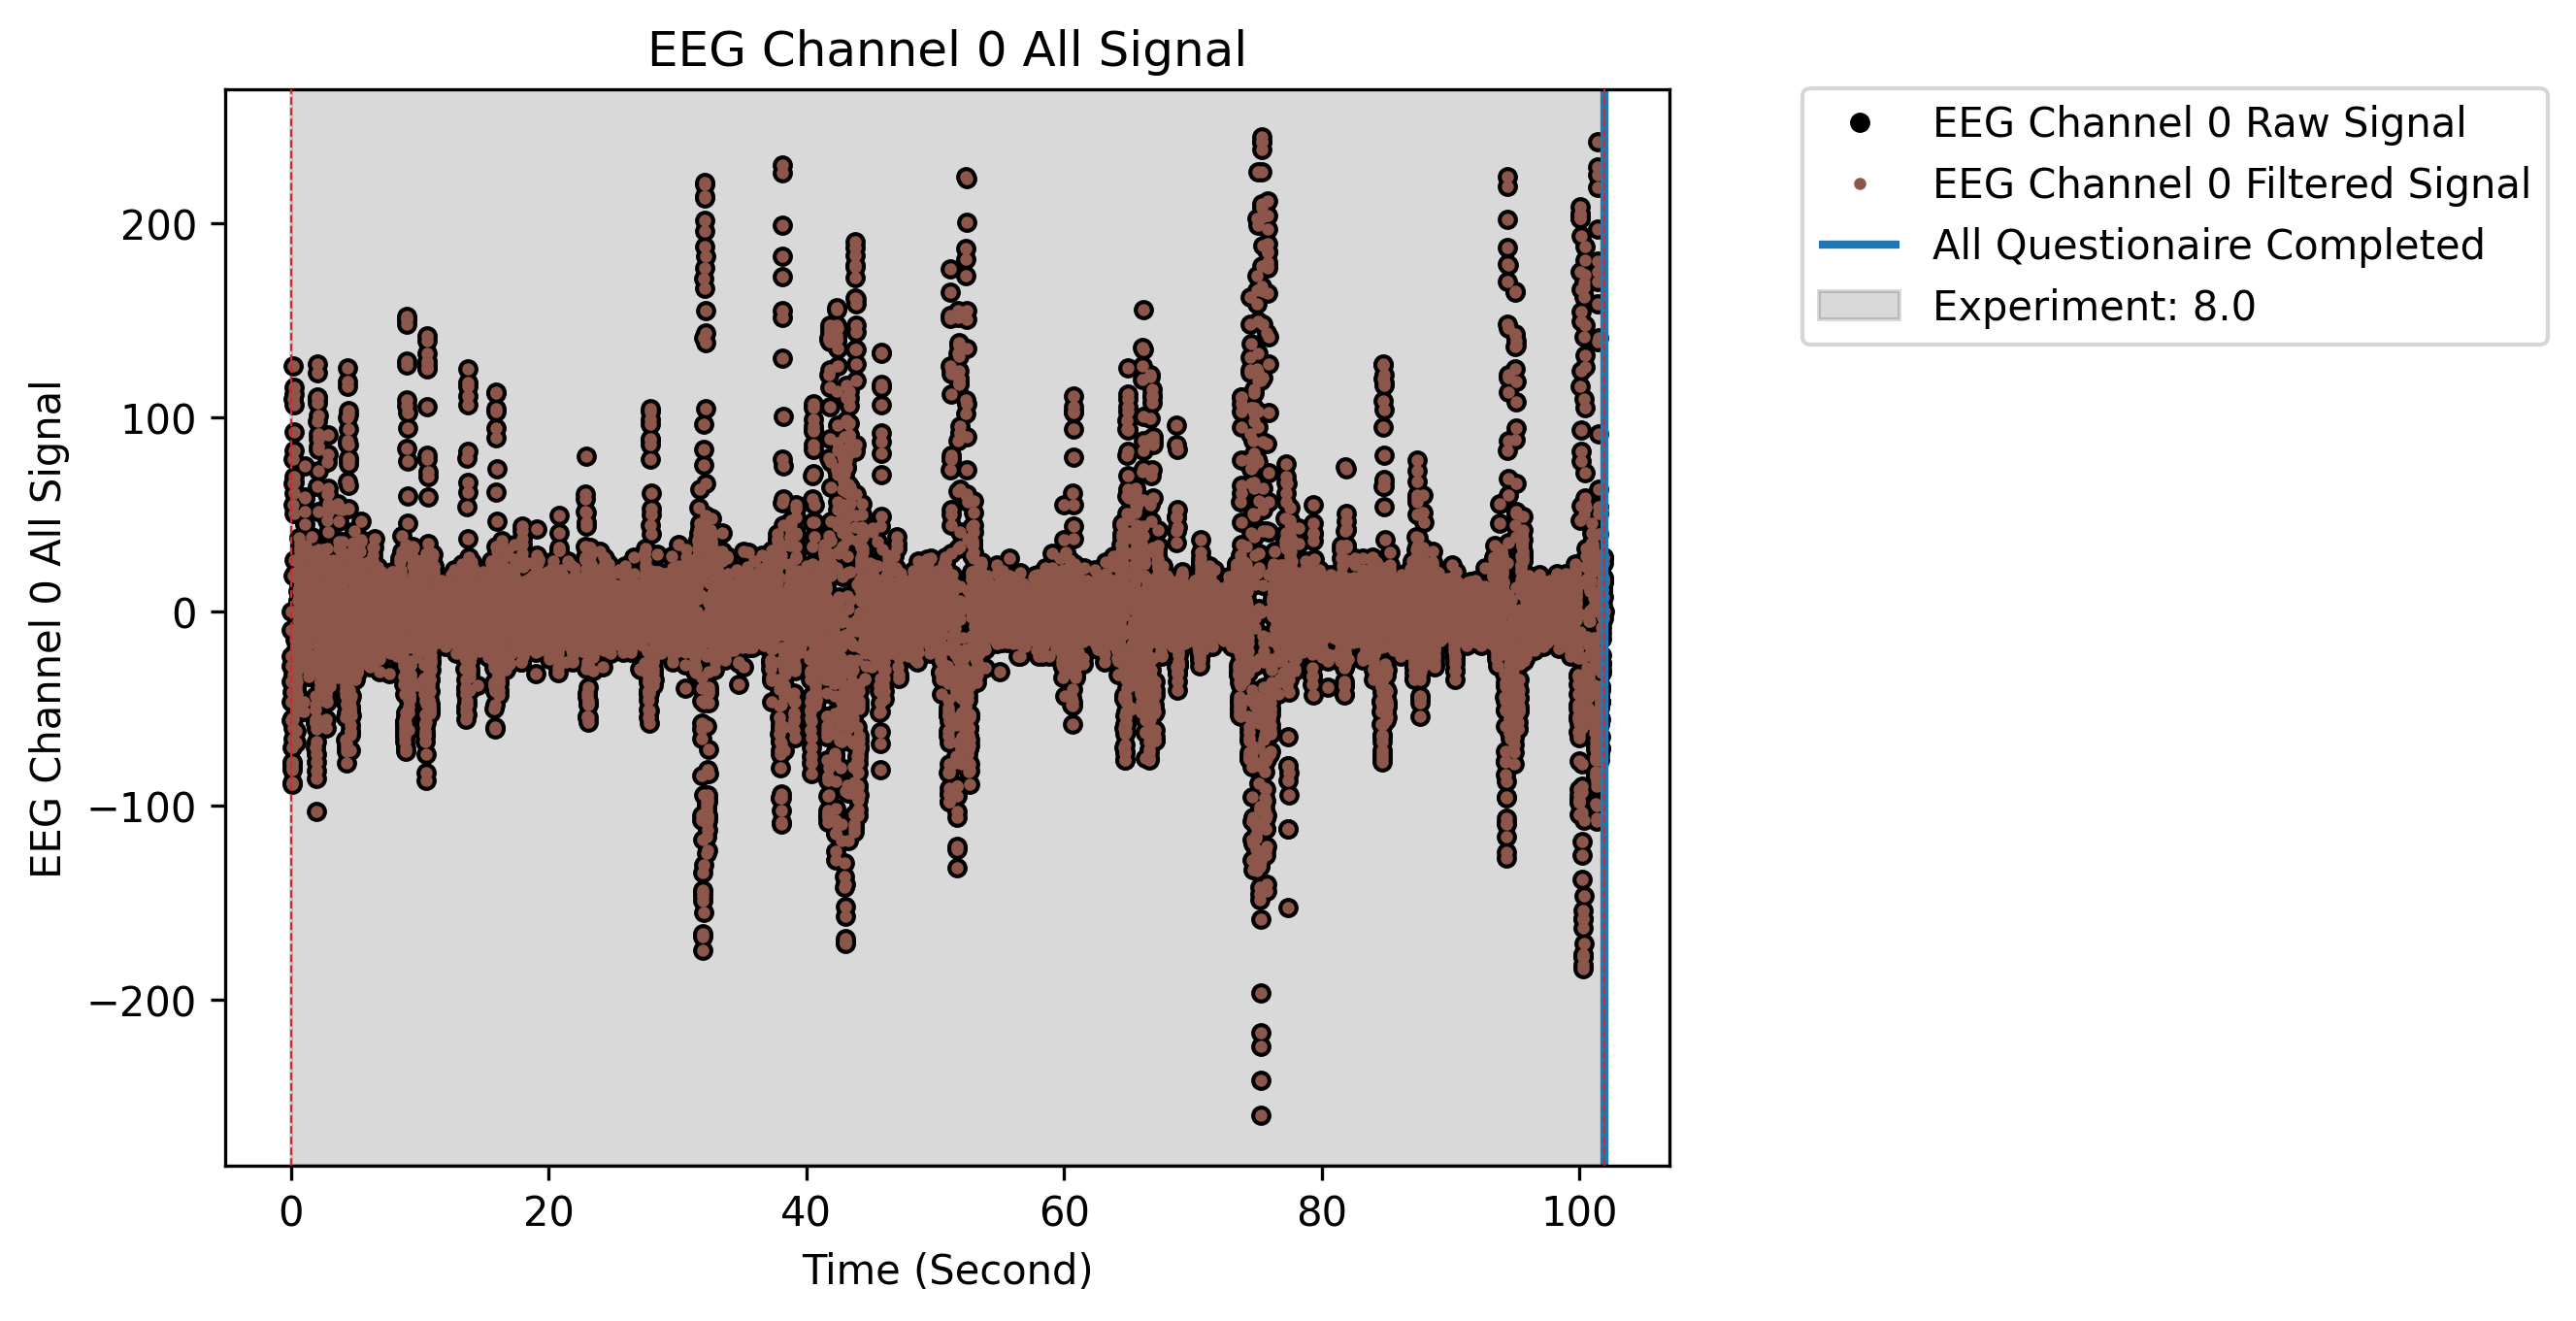 EEG Channel 0 All Signal
EEG Channel 0 Raw Signal
EEG Channel 0 Filtered Signal
All Questionaire Completed
Experiment: 8.0
EEG Channel 0 All Signal
200
100
0
−100
−200
0 20 40 60 80 100
Time (Second)